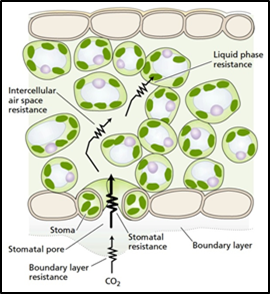 Liquid phase
resistance
Intercellular
air space
resistance
Stoma
Stomatal pore
Stomatal
resistance
Boundary layer
Boundary layer
resistance
CO2